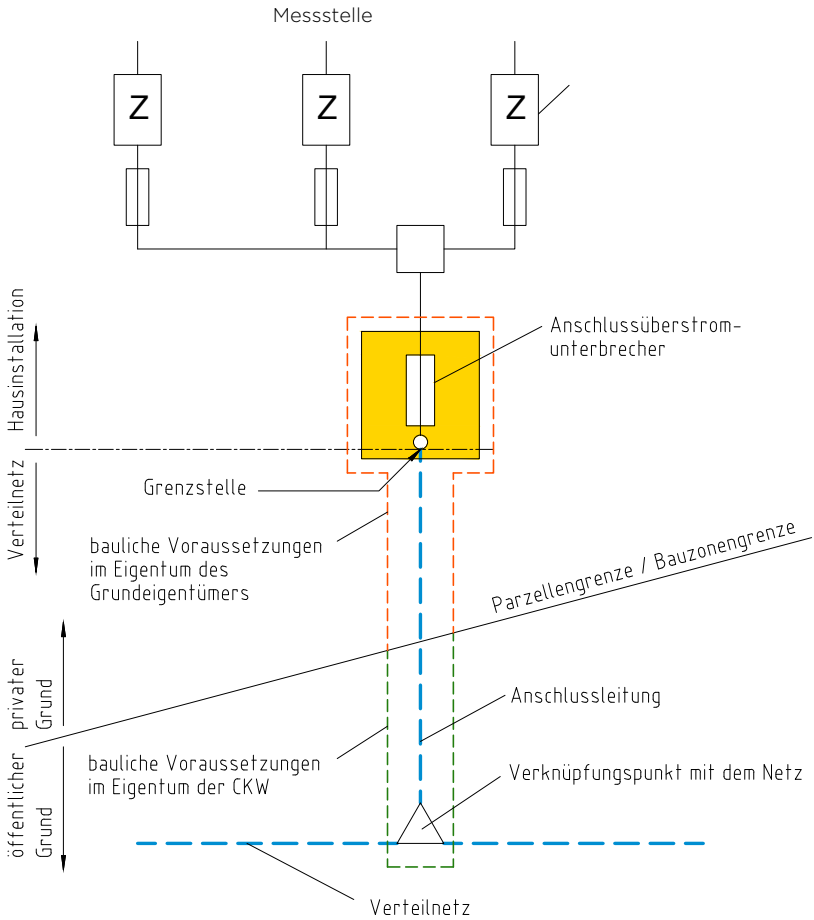 Messstelle
Z
Z
Z
Hausinstallation
Anschlussüberstrom-
unterbrecher
Verteilnetz
Grenzstelle
bauliche Voraussetzungen
im Eigentum des
Grundeigentümers
Parzellengrenze / Bauzonengrenze
privater
Grund
Anschlussleitung
öffentlicher
Grund
bauliche Voraussetzungen
im Eigentum der CKW
Verknüpfungspunkt mit dem Netz
Verteilnetz